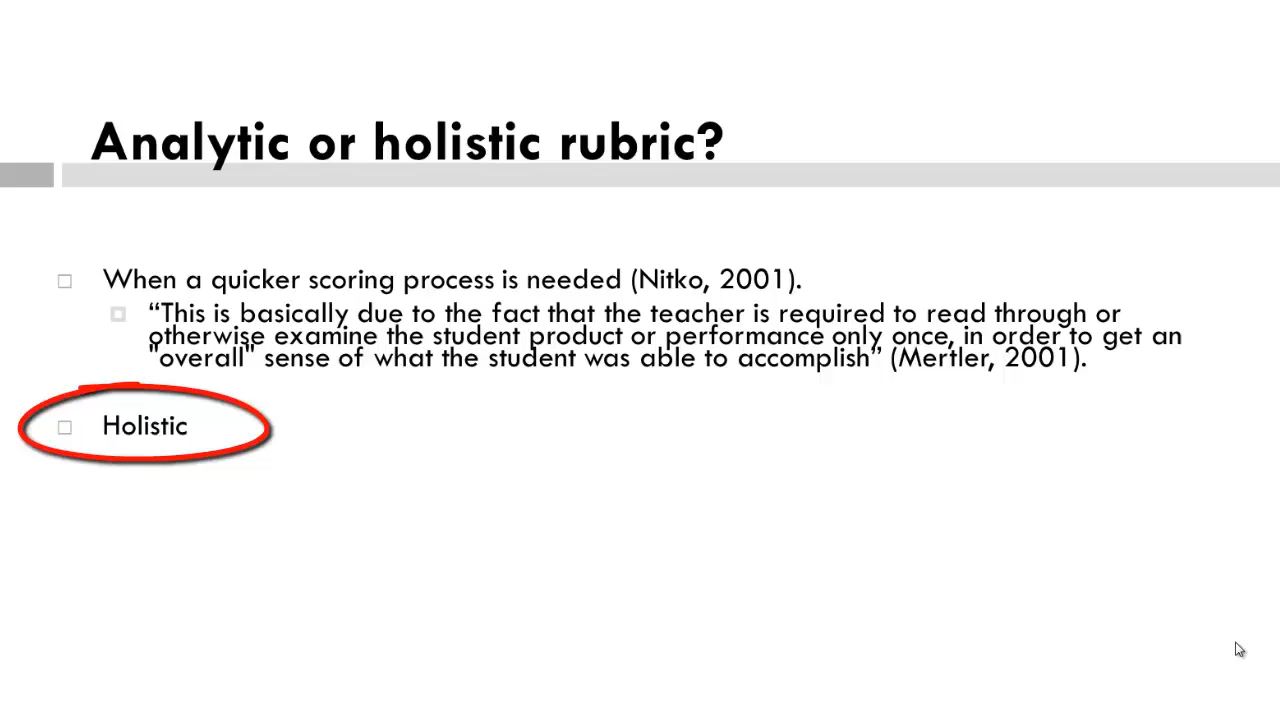 Analytic or holistic rubric?
When a quicker scoring process is needed (Nitko, 2001).
“This is basically due to the fact that the teacher is required to read through or
otherwise examine the student product or performance only once, in order to get an
"overall" sense of what the student was able to accomplish” (Mertler, 2001).
Holistic